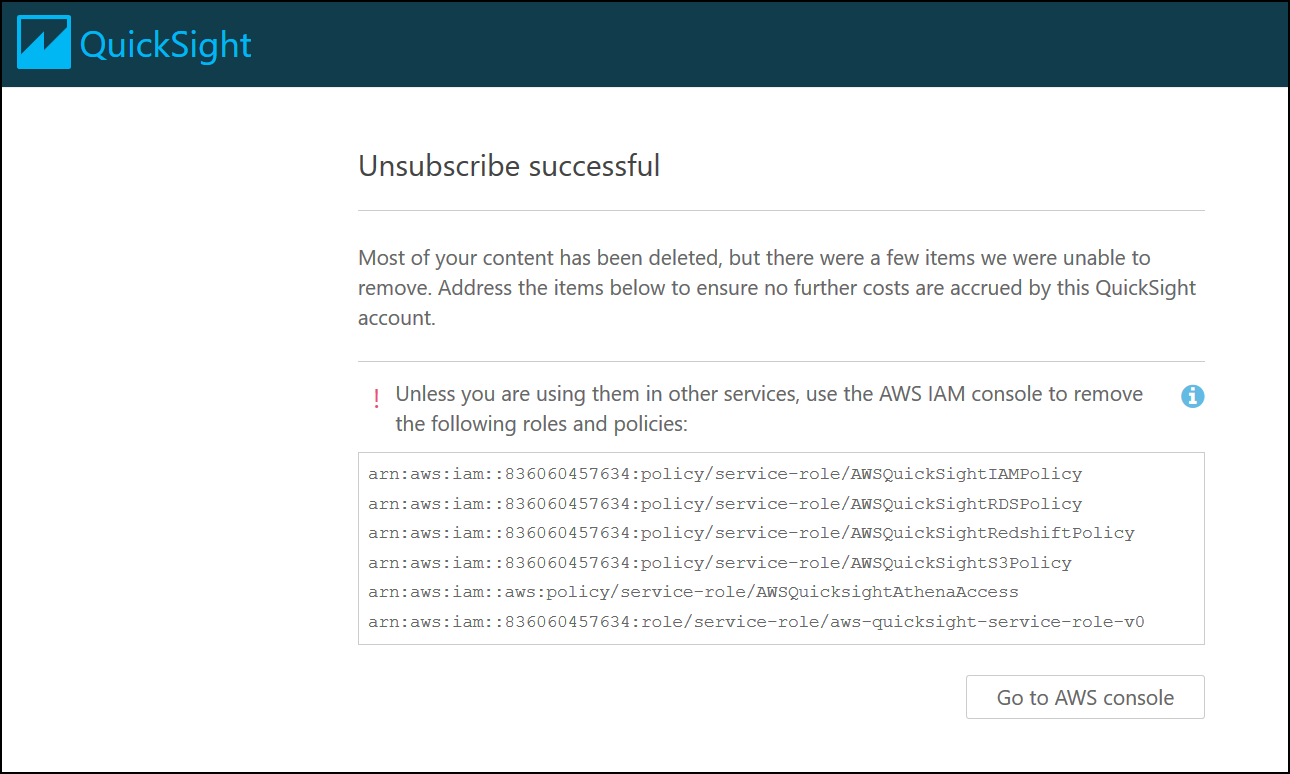 QuickSight
Unsubscribe successful
Most of your content has been deleted, but there were a few items we were unable to
remove. Address the items below to ensure no further costs are accrued by this QuickSight
account.
! Unless you are using them in other services, use the AWS IAM console to remove
the following roles and policies:
arn:aws:iam::836060457634:policy/service-role/AWSQuickSightIAMPolicy
arn:aws:iam::836060457634:policy/service-role/AWSQuickSightRDSPolicy
arn:aws:iam::836060457634:policy/service-role/AWSQuickSightRedshiftPolicy
arn:aws:iam::836060457634:policy/service-role/AWSQuickSightS3Policy
arn:aws:iam::aws:policy/service-role/AWSQuicksightAthenaAccess
arn:aws:iam::836060457634:role/service-role/aws-quicksight-service-role-v0
Go to AWS console